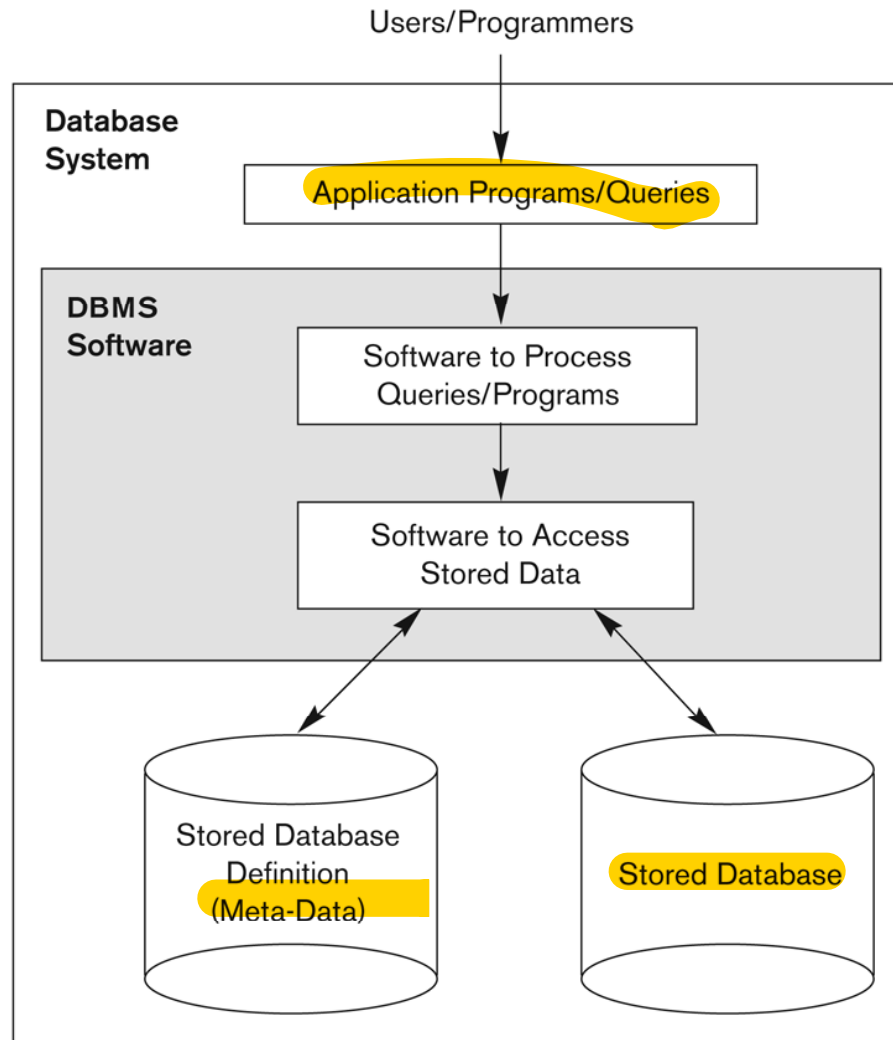 Users/Programmers
Database
System
Application Programs/Queries
DBMS
Software
Software to Process
Queries/Programs
Software to Access
Stored Data
Stored Database
Definition
(Meta-Data)
Stored Database